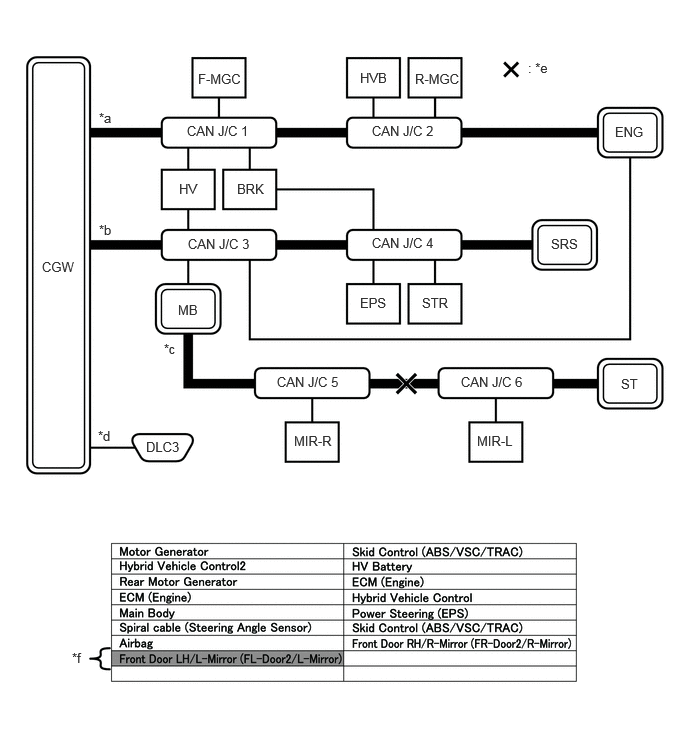 F-MGC
HVB
R-MGC
: *e
*a
CAN J/C 1
CAN J/C 2
ENG
HV
BRK
*b
CAN J/C 3
CAN J/C 4
SRS
CGW
MB
EPS
STR
*c
CAN J/C 5
CAN J/C 6
ST
*d
DLC3
MIR-R
MIR-L
Motor Generator
Skid Control (ABS/VSC/TRAC)
Hybrid Vehicle Control2
HV Battery
Rear Motor Generator
ECM (Engine)
ECM (Engine)
Hybrid Vehicle Control
Main Body
Power Steering (EPS)
Spiral cable (Steering Angle Sensor)
Skid Control (ABS/VSC/TRAC)
Airbag
Front Door RH/R-Mirror (FR-Door2/R-Mirror)
*f
Front Door LH/L-Mirror (FL-Door2/L-Mirror)